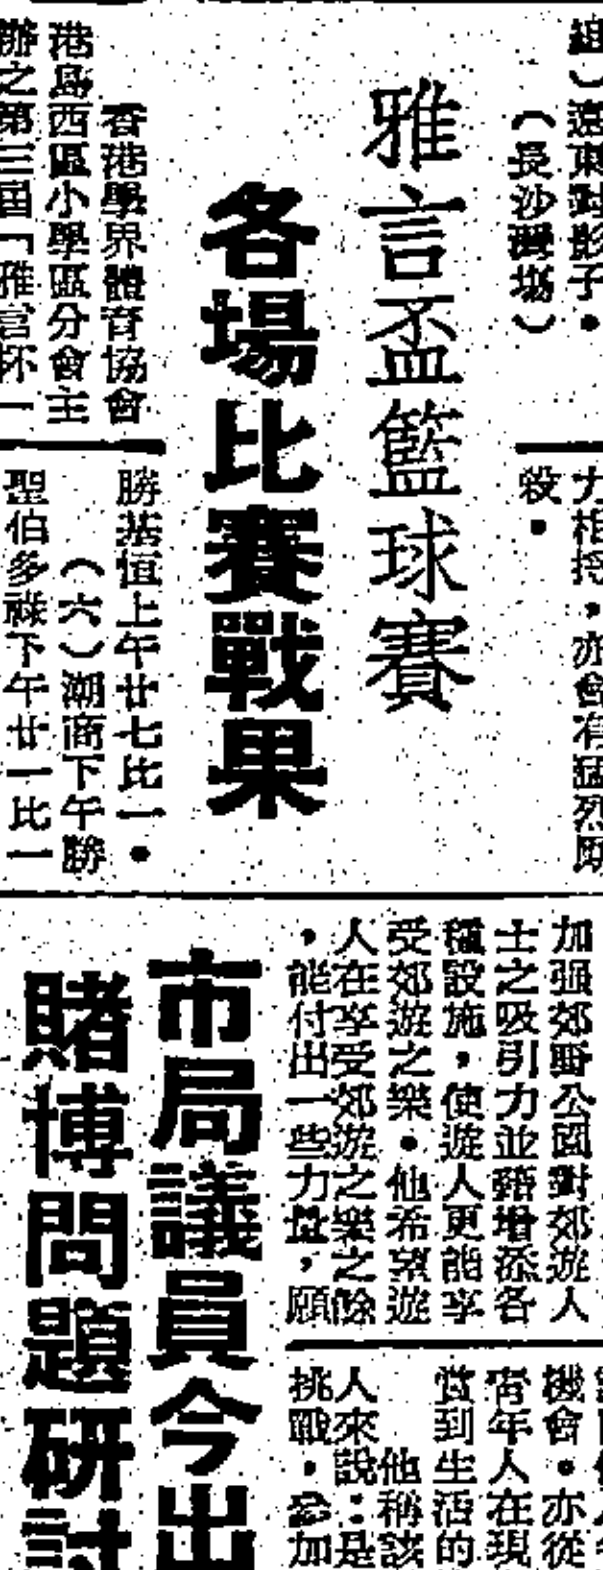 組）遠東對影子。
（長沙灣場）
力相拚，亦會有猛烈厮
殺。
雅言盃籃球賽
各場比賽戰果
香港學界體育協會
港島西區小學區分會主
辦之第三屆「雅言杯」
勝基恒上午廿七比一。
（六）潮商下午勝
聖伯多祿下午廿一比一
加强郊野公園對郊遊人
士之吸引力並藉增添各
種設施，使遊人更能享
受郊遊之樂。他希望遊
人在享受郊遊之樂之餘
，能付出一些力量，願
機會。亦從
青年人在現
賞到生活的
他稱該
人來說：是
挑戰。參加
市局議員今出
賭博問題研討